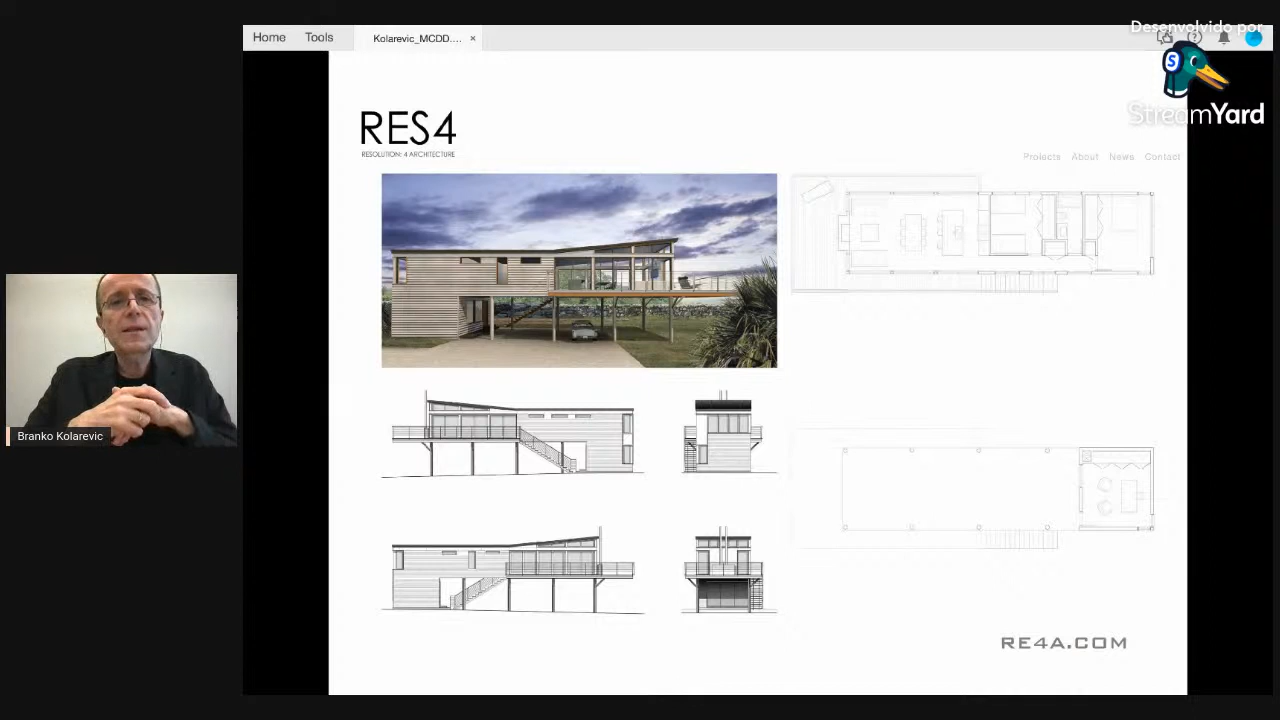 Desenvolvido por
StreamYard
Home Tools Kolarevic_MCDD.... ×
RES4
RESOLUTION: 4 ARCHITECTURE
Projects About News Contact
Branko Kolarevic
RE4A.COM